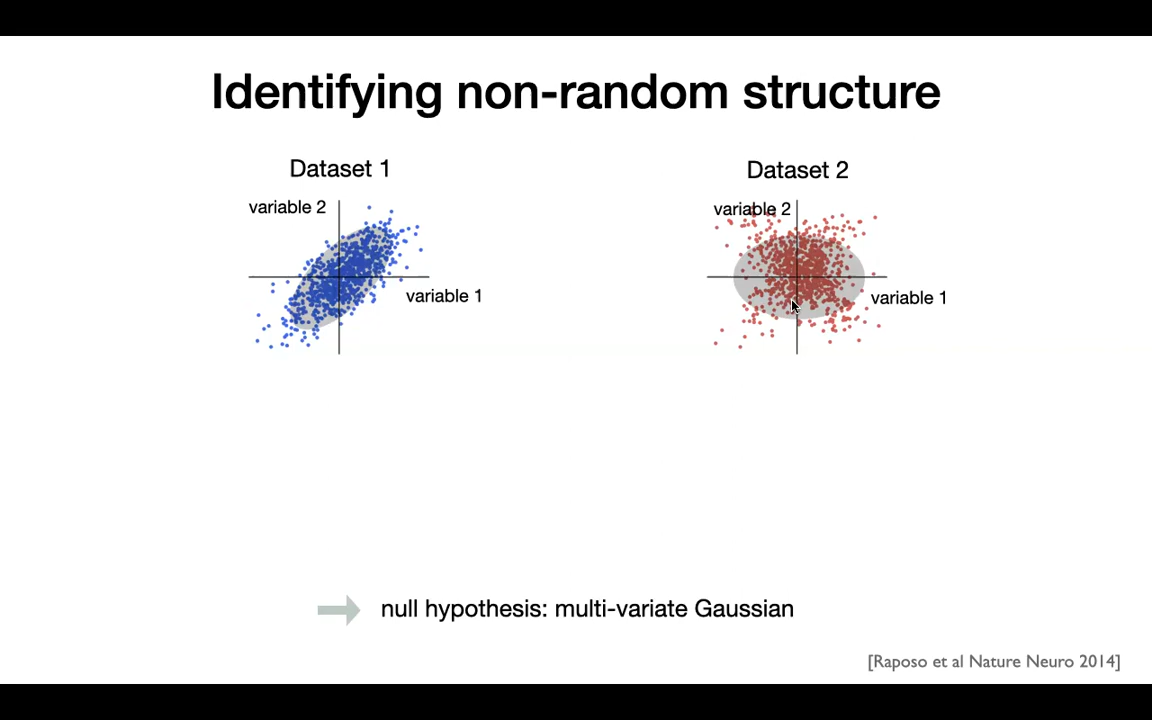 Identifying non-random structure
Dataset 1
variable 2
variable 1
Dataset 2
variable 2
variable 1
null hypothesis: multi-variate Gaussian
[Raposo et al Nature Neuro 2014]